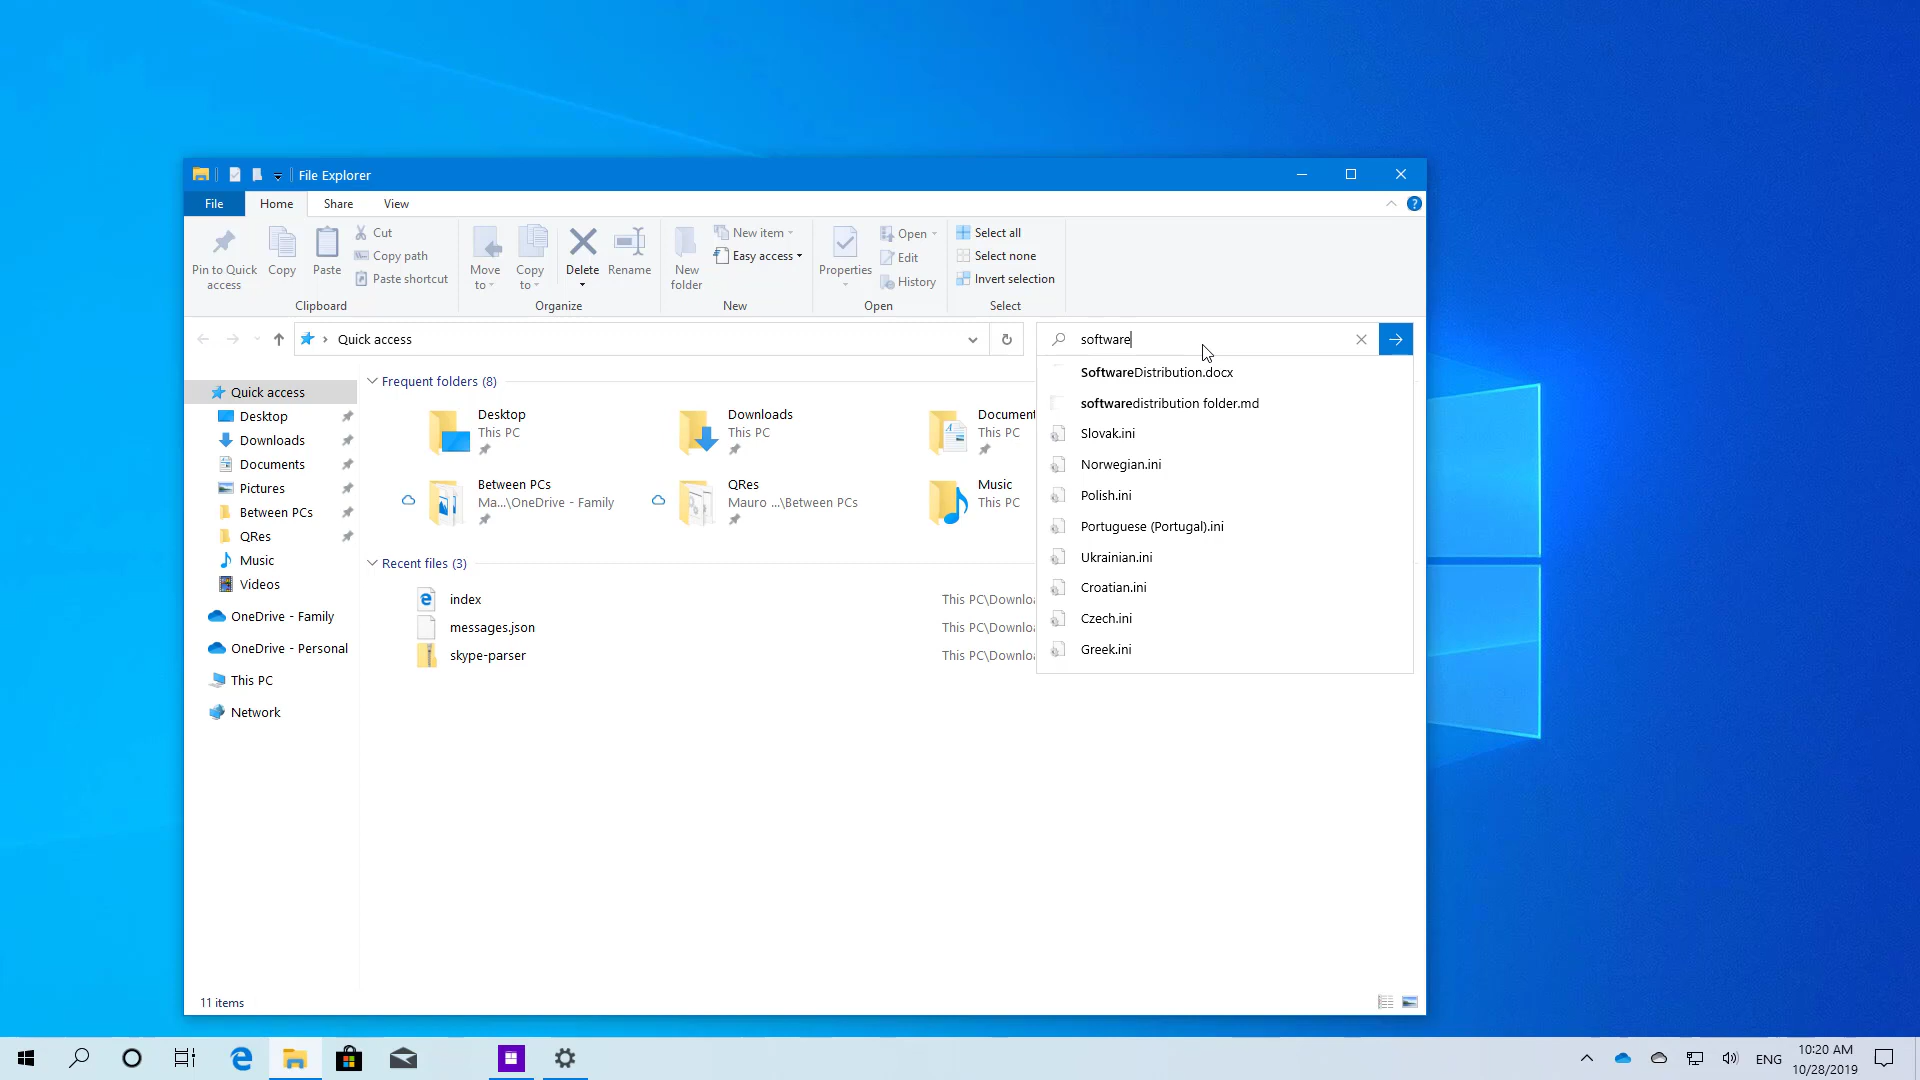 File Explorer
File Home Share View
Pin to Quick access
Copy
Paste
Cut
Copy path
Paste shortcut
Clipboard
Move to
Copy to
Delete
Rename
Organize
New folder
New item
Easy access
New
Properties
Open
Edit
History
Open
Select all
Select none
Invert selection
Select
Quick access
software
SoftwareDistribution.docx
softwaredistribution folder.md
Slovak.ini
Norwegian.ini
Polish.ini
Portuguese (Portugal).ini
Ukrainian.ini
Croatian.ini
Czech.ini
Greek.ini
Quick access
Desktop
Downloads
Documents
Pictures
Between PCs
QRes
Music
Videos
OneDrive - Family
OneDrive - Personal
This PC
Network
Frequent folders (8)
Desktop
This PC
Downloads
This PC
Document
This PC
Between PCs
Ma...\OneDrive - Family
QRes
Mauro ...\Between PCs
Music
This PC
Recent files (3)
index This PC\Downlo
messages.json This PC\Downlo
skype-parser This PC\Downlo
11 items
ENG
10:20 AM
10/28/2019